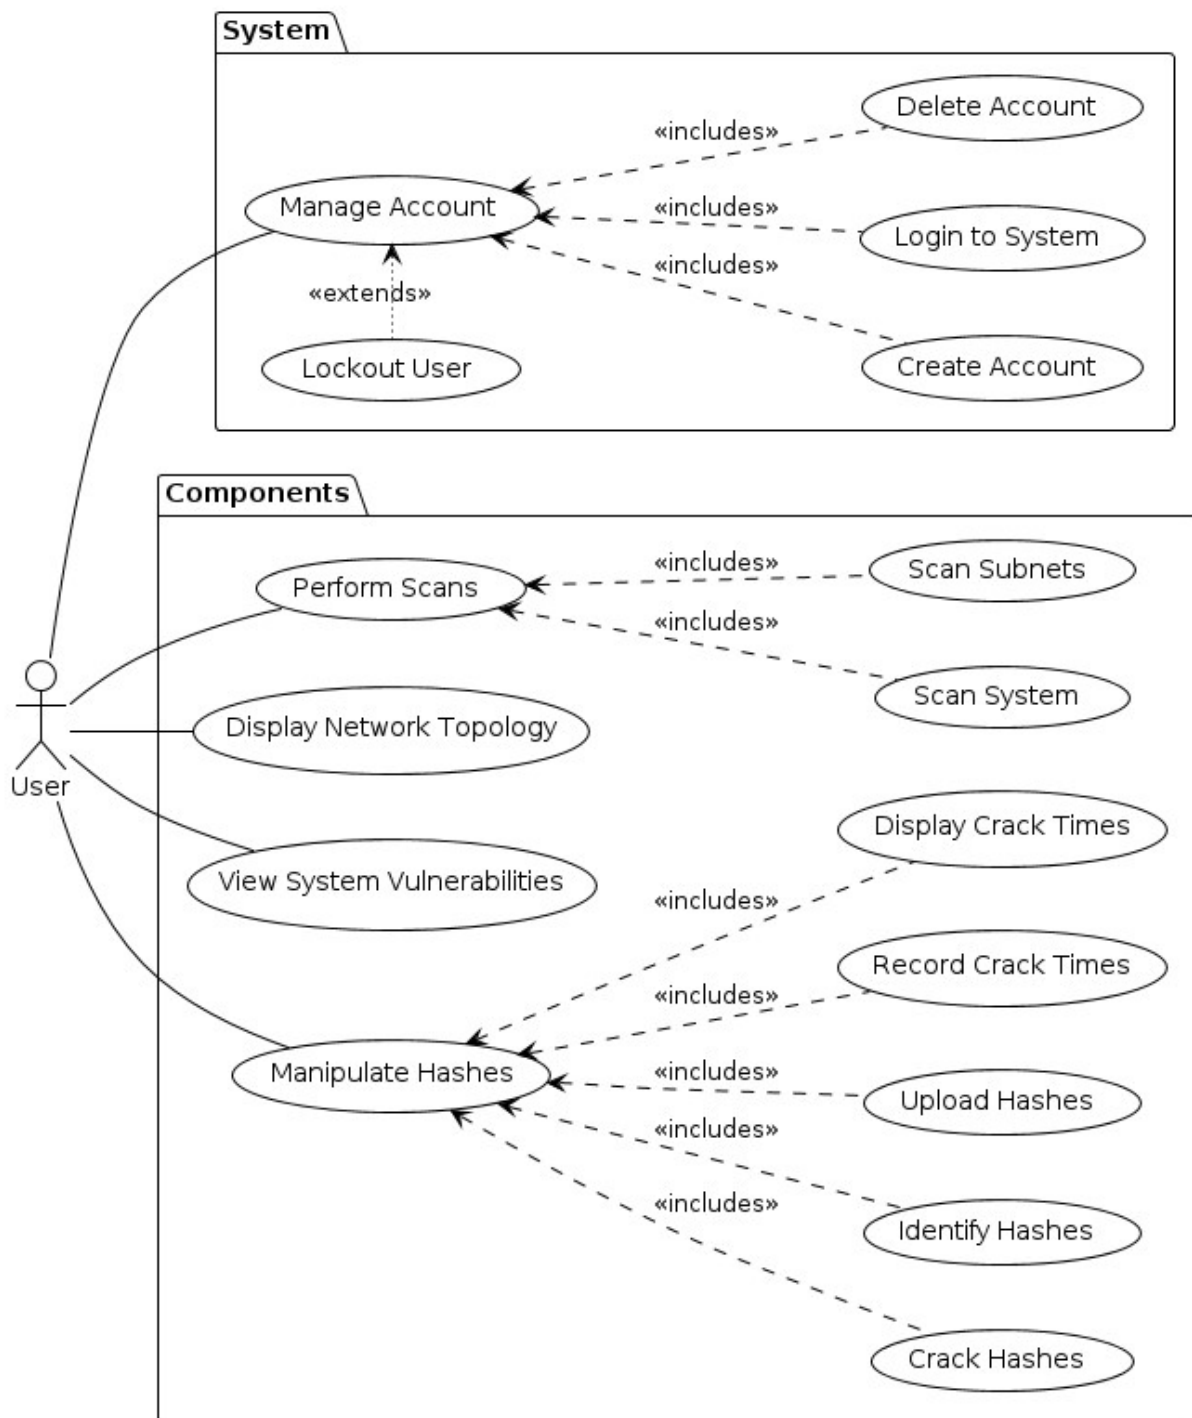 System
Delete Account
«includes»
Manage Account
«includes»
Login to System
«includes»
«extends»
Lockout User
Create Account
Components
Perform Scans
«includes»
Scan Subnets
«includes»
Scan System
Display Network Topology
User
Display Crack Times
View System Vulnerabilities
«includes»
Record Crack Times
«includes»
Manipulate Hashes
«includes»
Upload Hashes
«includes»
Identify Hashes
«includes»
Crack Hashes